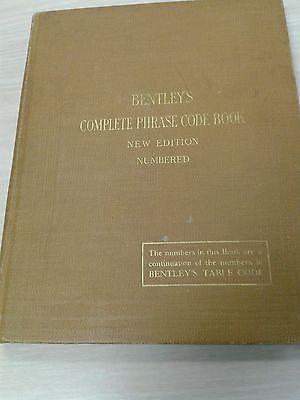 BENTLEY'S
COMPLETE PHRASE CODE BOOK
NEW EDITION
NUMBERED
The numbers in this Book are a
continuation of the numbers in
BENTLEY'S TABLE CODE